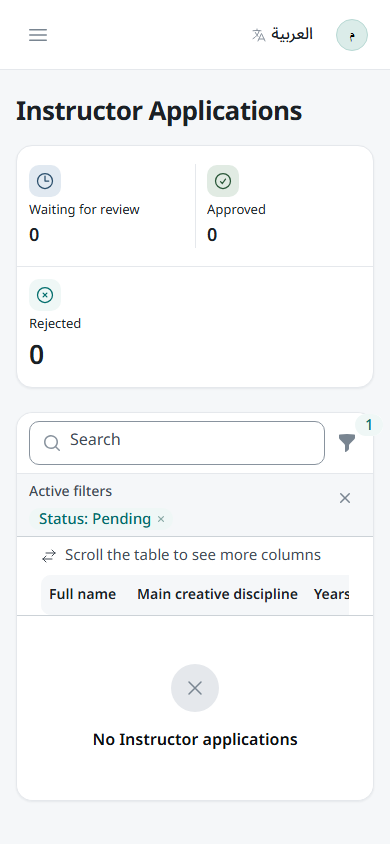 العربية
م
Instructor Applications
Waiting for review
0
Approved
0
Rejected
0
Search
1
Active filters
Status: Pending ×
Scroll the table to see more columns
Full name Main creative discipline Years
No Instructor applications